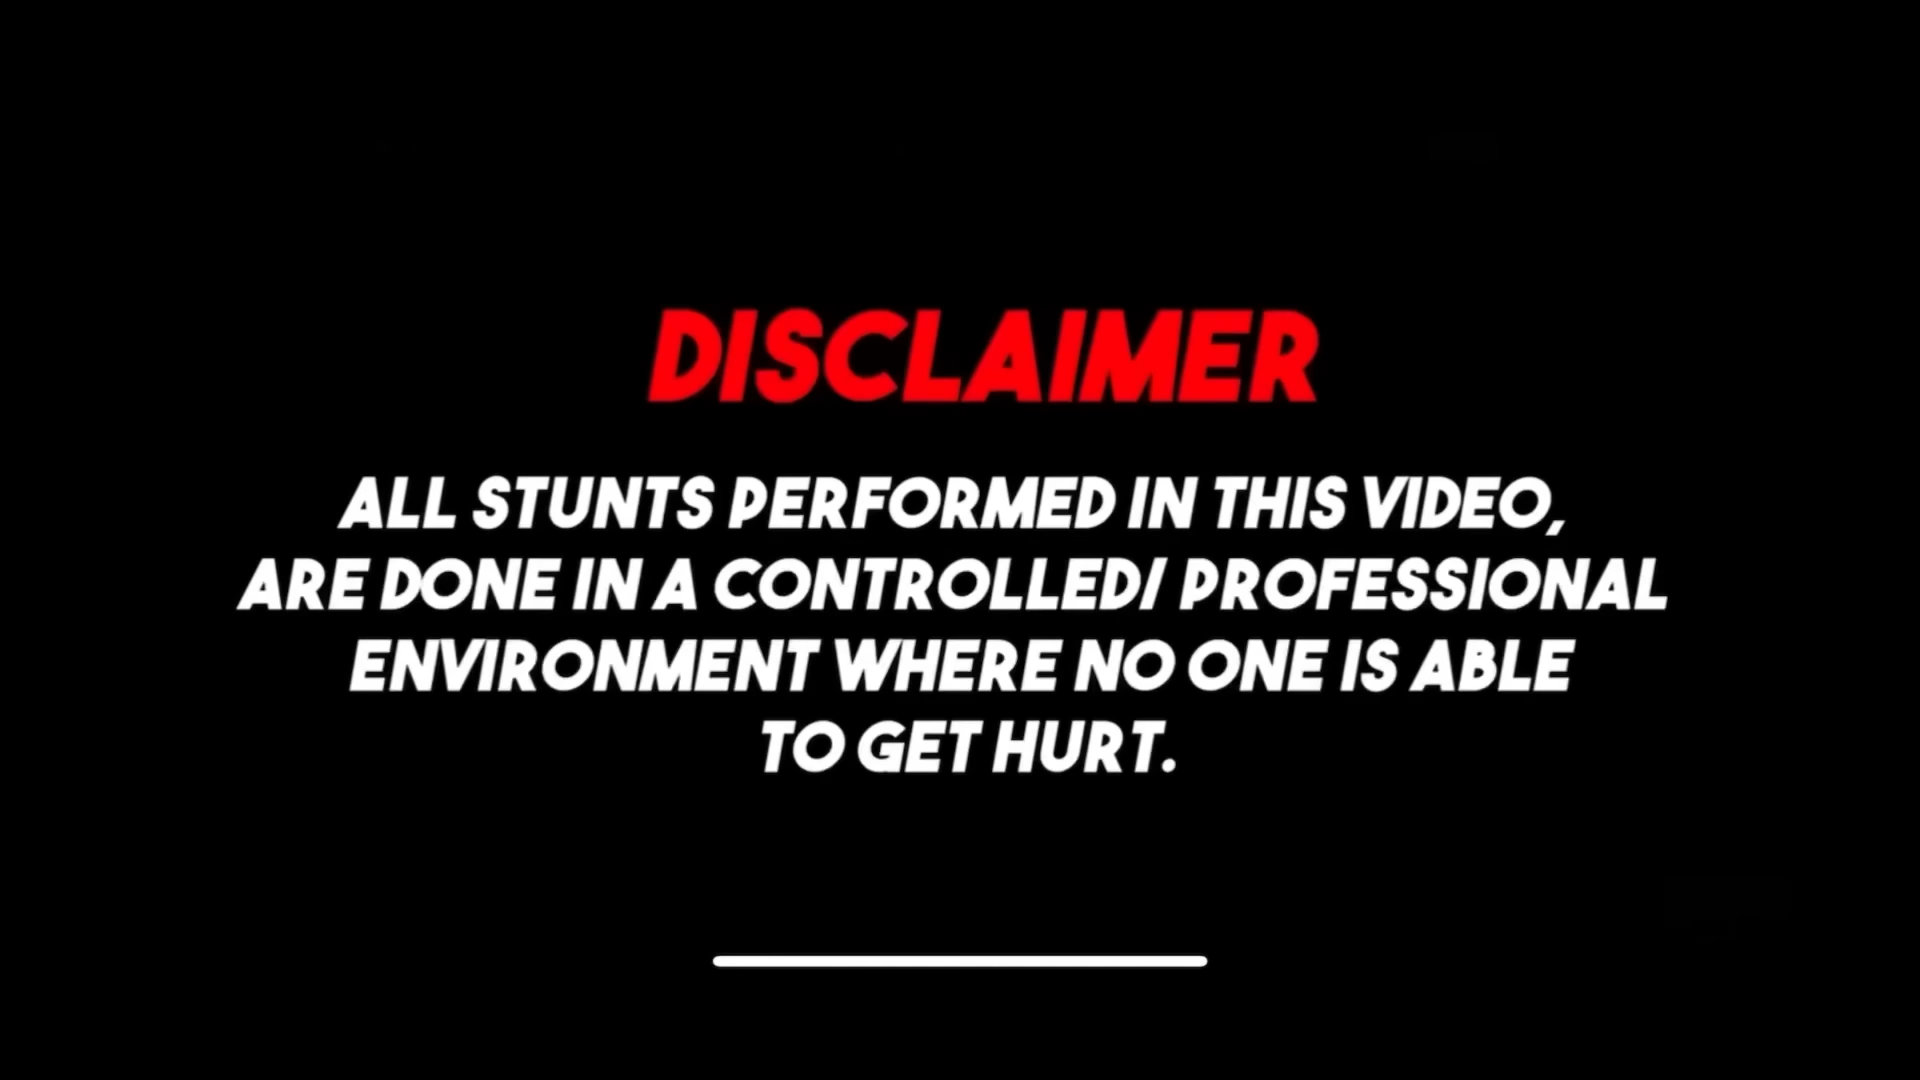 DISCLAIMER
ALL STUNTS PERFORMED IN THIS VIDEO,
ARE DONE IN A CONTROLLED/ PROFESSIONAL
ENVIRONMENT WHERE NO ONE IS ABLE
TO GET HURT.